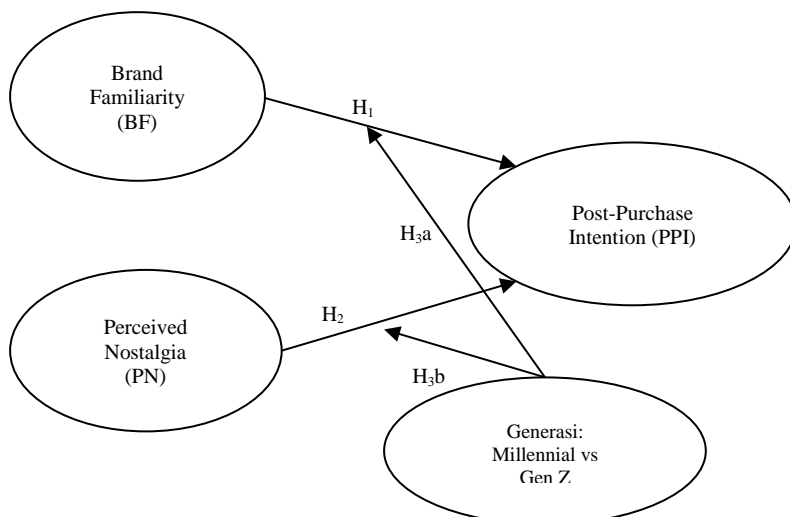 Brand
Familiarity
(BF)
H₁
Post-Purchase
Intention (PPI)
H₃a
H₂
Perceived
Nostalgia
(PN)
H₃b
Generasi:
Millennial vs
Gen Z